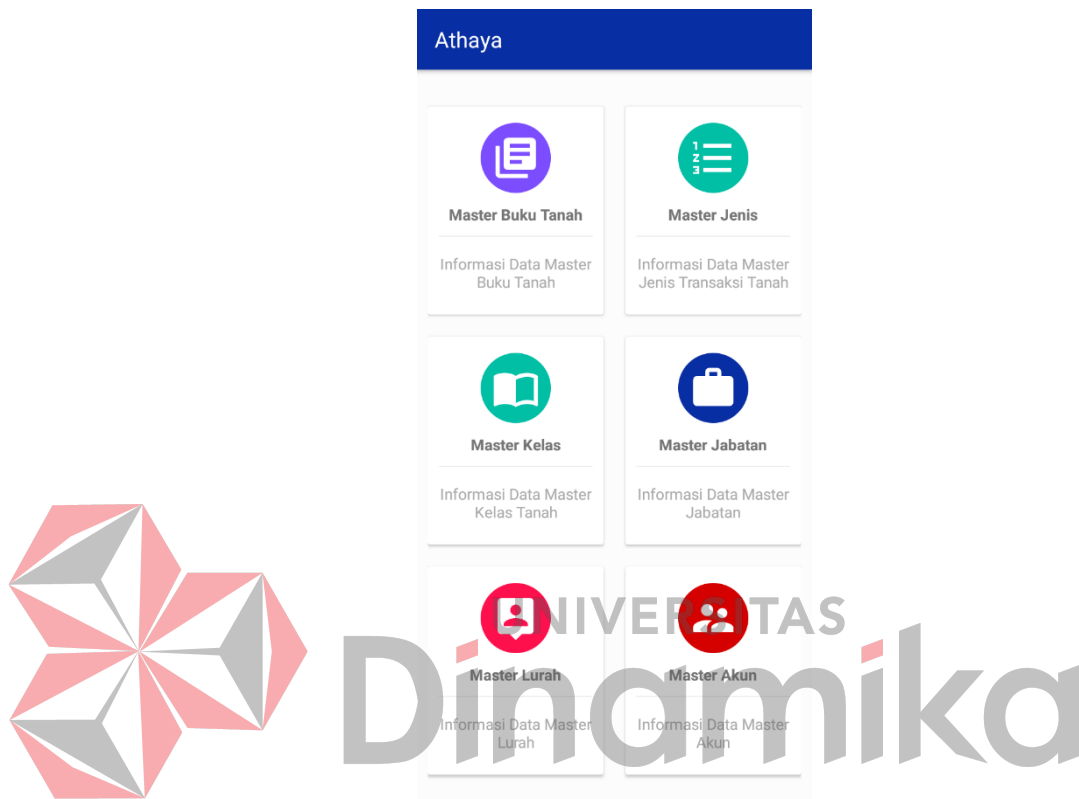 Athaya
Master Buku Tanah
Informasi Data Master
Buku Tanah
Master Jenis
Informasi Data Master
Jenis Transaksi Tanah
Master Kelas
Informasi Data Master
Kelas Tanah
Master Jabatan
Informasi Data Master
Jabatan
Master Lurah
Informasi Data Master
Lurah
Master Akun
Informasi Data Master
Akun
UNIVERSITAS
Dinamika